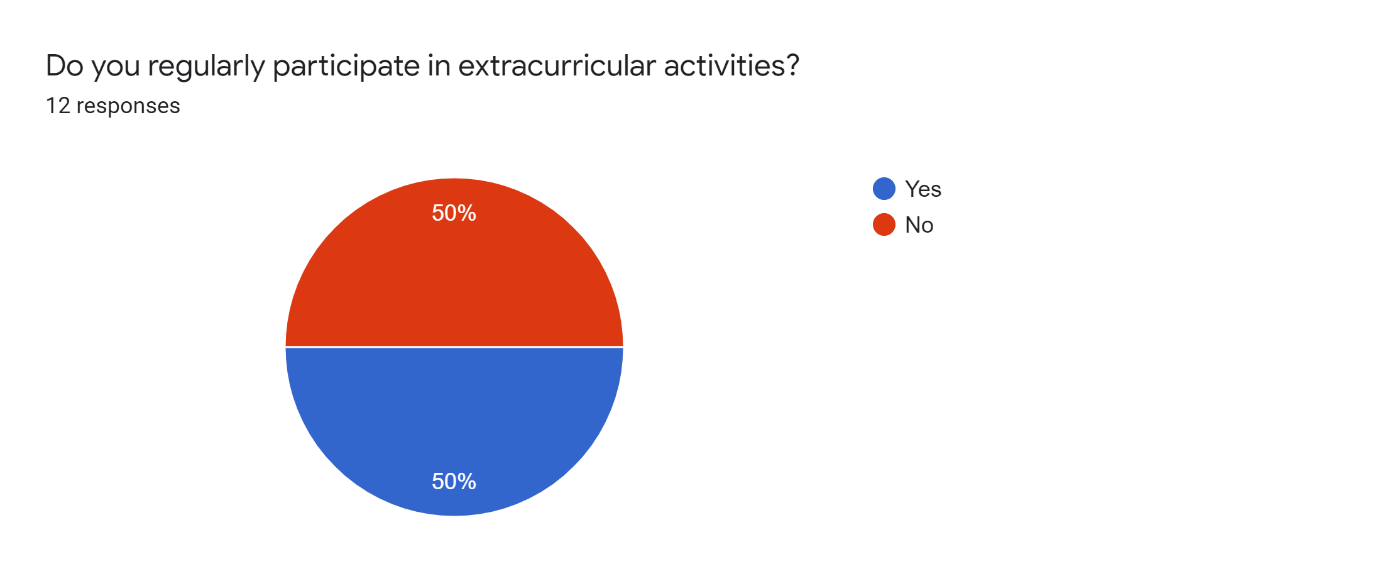 Do you regularly participate in extracurricular activities?
12 responses
50%
50%
Yes
No